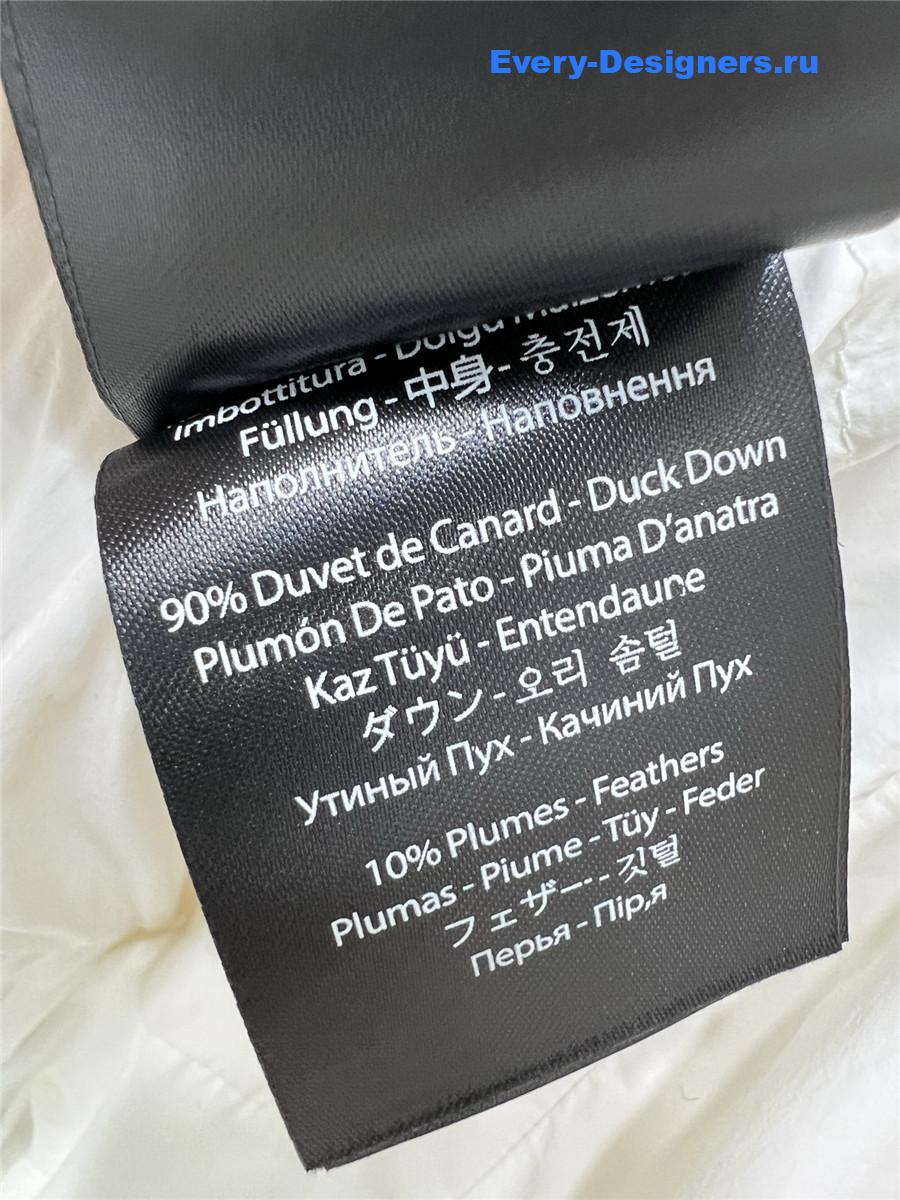 Every-Designers.ru
imbottitura - Dolgu
Füllung - 中身 - 충전제
Наполнитель - Наповнення
90% Duvet de Canard - Duck Down
Plumón De Pato - Piuma D'anatra
Kaz Tüyü - Entendaune
ダウン - 오리 솜털
Утиный Пух - Качиний Пух
10% Plumes - Feathers
Plumas - Piume - Tüy - Feder
フェザー - 깃털
Перья - Пір,я